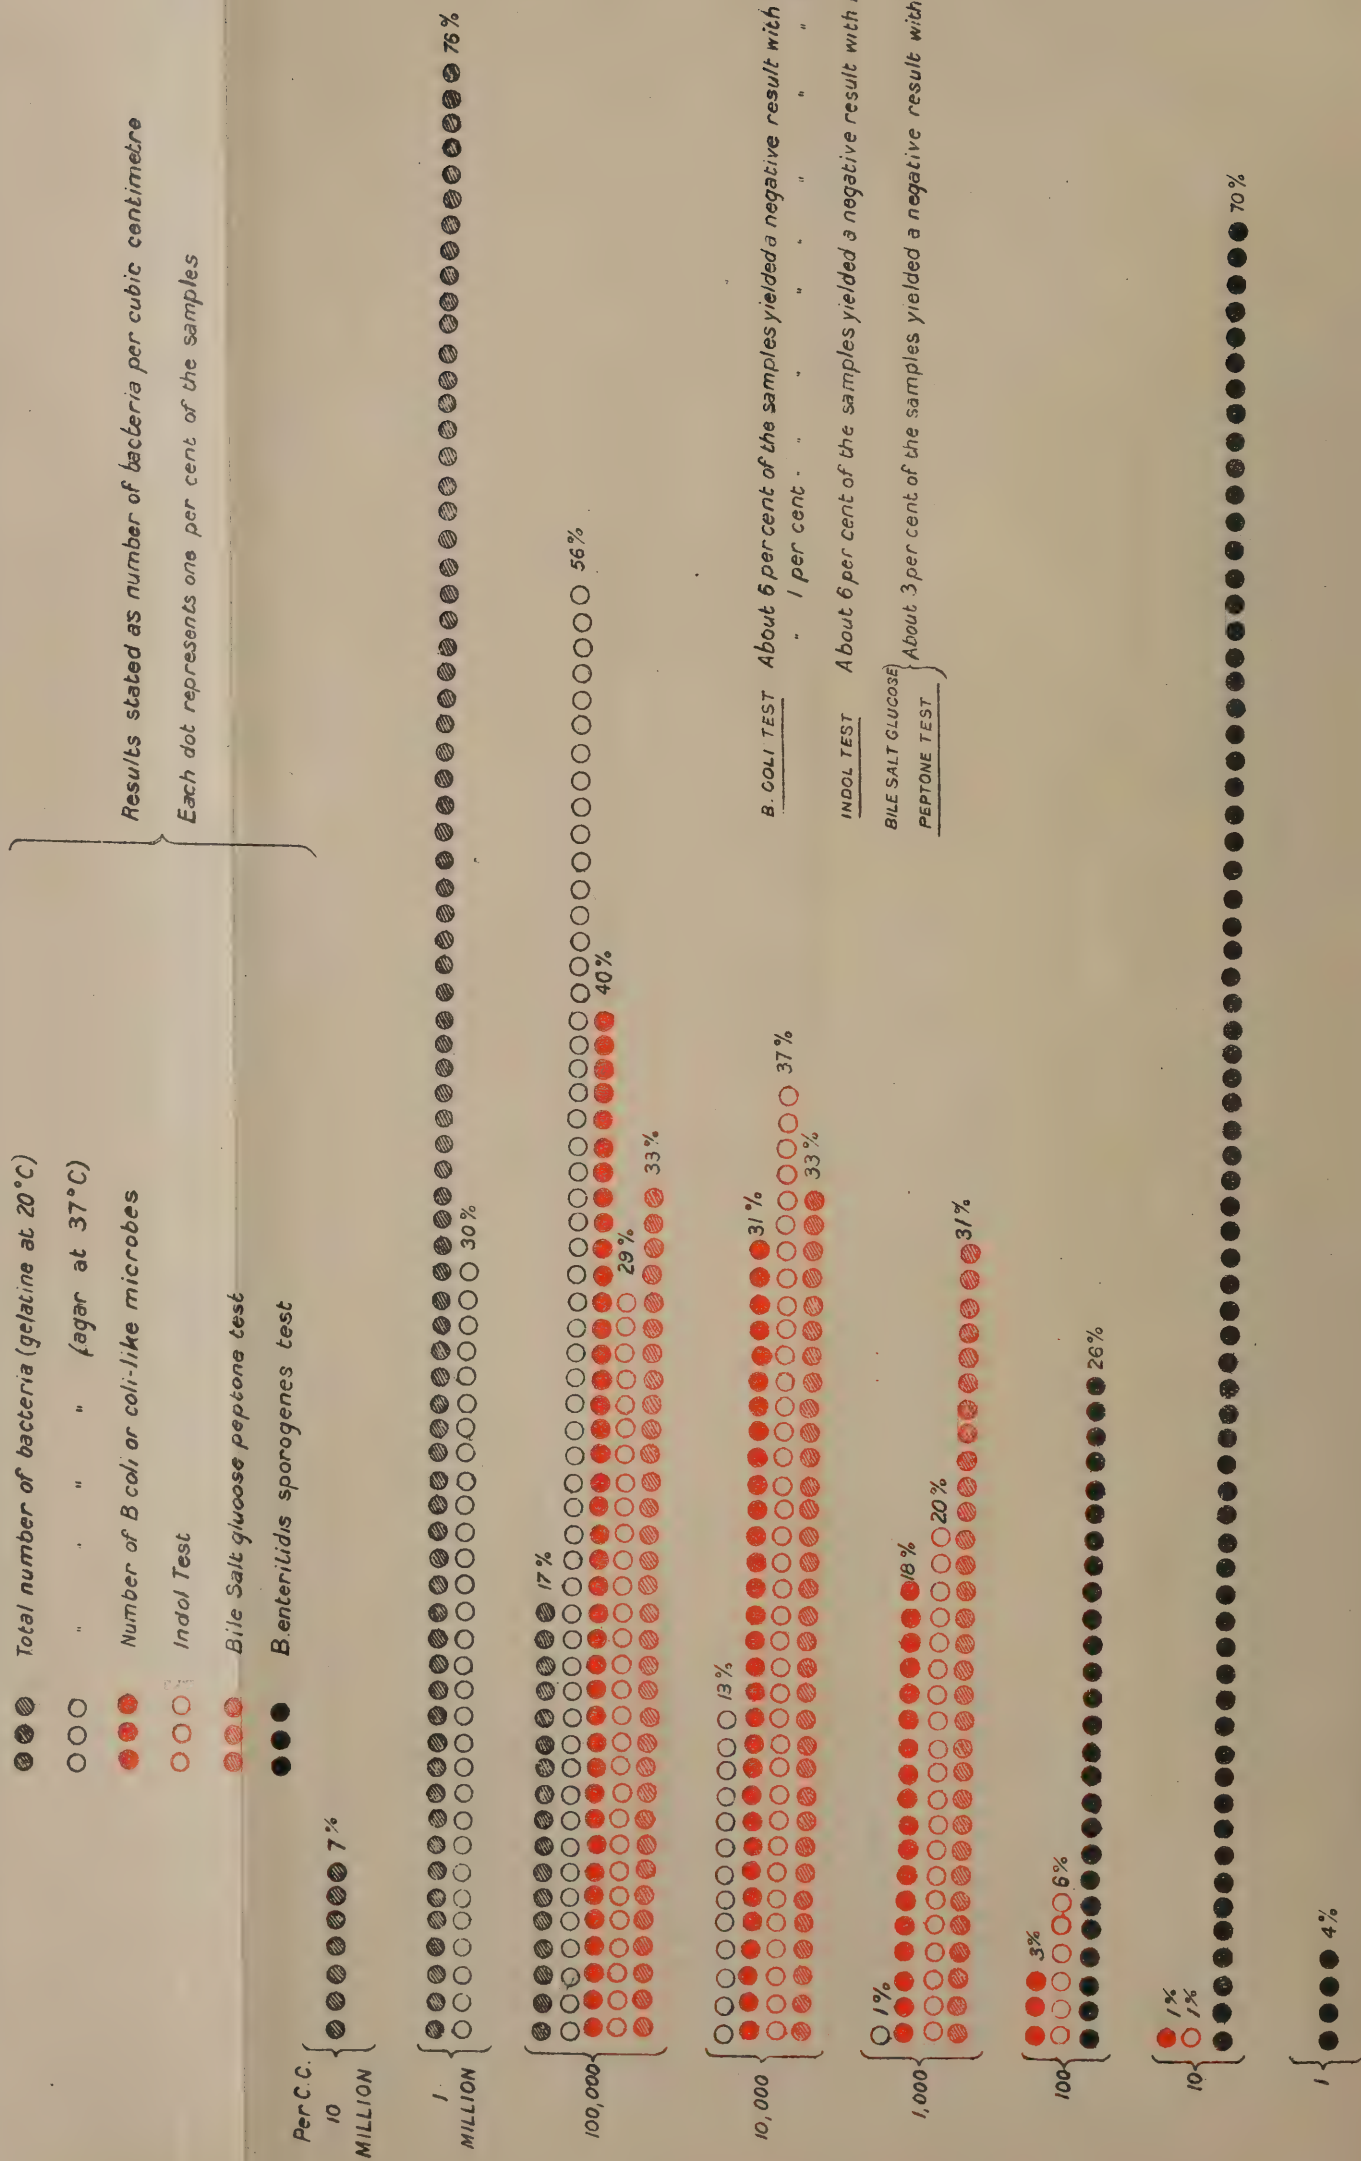 Total number of bacteria (gelatine at 20°C)
" " " " (agar at 37°C)
Number of B coli or coli-like microbes
Indol Test
Bile Salt glucose peptone test
B. enteritidis sporogenes test
Results stated as number of bacteria per cubic centimetre
Each dot represents one per cent of the samples
Per C.C.
10
MILLION
7%
1
MILLION
76%
30%
100,000
17%
56%
40%
29%
33%
10,000
13%
31%
37%
33%
1,000
1%
18%
20%
31%
100
3%
6%
26%
10
1%
1%
70%
1
4%
B. COLI TEST About 6 per cent of the samples yielded a negative result with
" 1 per cent " " " " " " "
INDOL TEST About 6 per cent of the samples yielded a negative result with
BILE SALT GLUCOSE
PEPTONE TEST
About 3 per cent of the samples yielded a negative result with